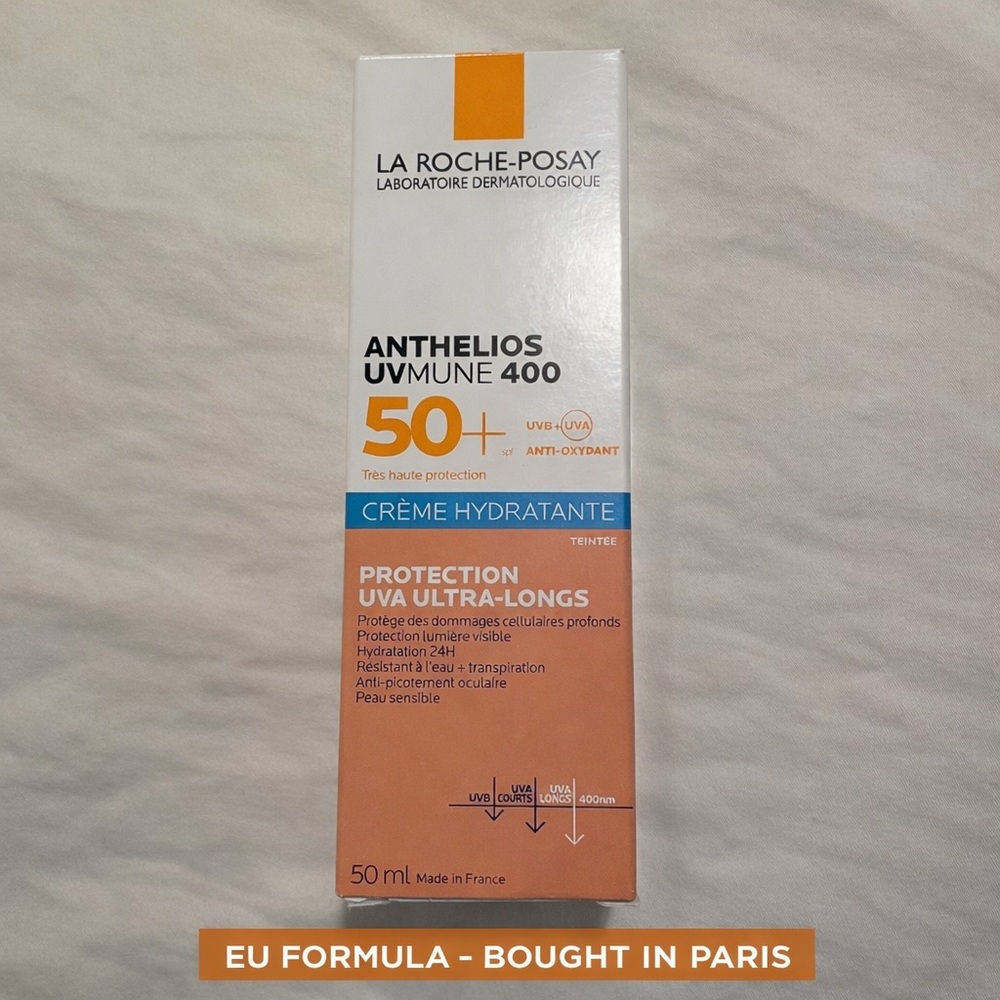 LA ROCHE-POSAY
LABORATOIRE DERMATOLOGIQUE
ANTHELIOS
UVMUNE 400
50+ spf
UVB+UVA
ANTI-OXYDANT
Très haute protection
CRÈME HYDRATANTE
TEINTÉE
PROTECTION
UVA ULTRA-LONGS
Protège des dommages cellulaires profonds
Protection lumière visible
Hydratation 24H
Résistant à l'eau + transpiration
Anti-picotement oculaire
Peau sensible
UVB UVA COURTS UVA LONGS 400nm
50 ml Made in France
EU FORMULA - BOUGHT IN PARIS